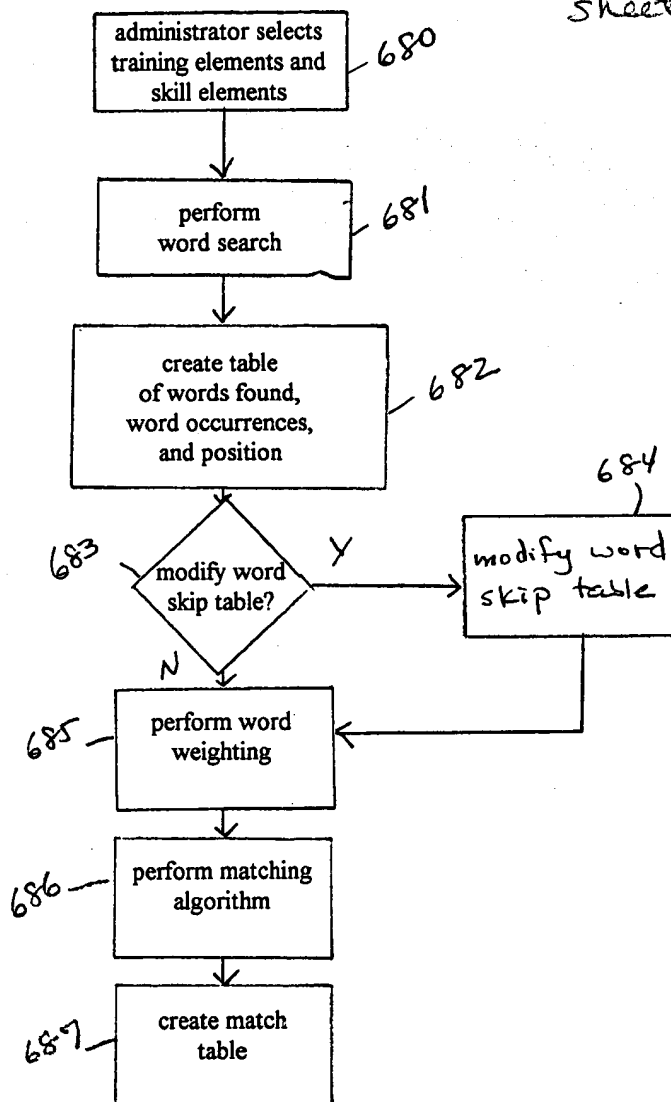 sheet
administrator selects
training elements and
skill elements
680
perform
word search
681
create table
of words found,
word occurrences,
and position
682
684
683
modify word
skip table?
Y
modify word
skip table
N
685
perform word
weighting
686
perform matching
algorithm
687
create match
table